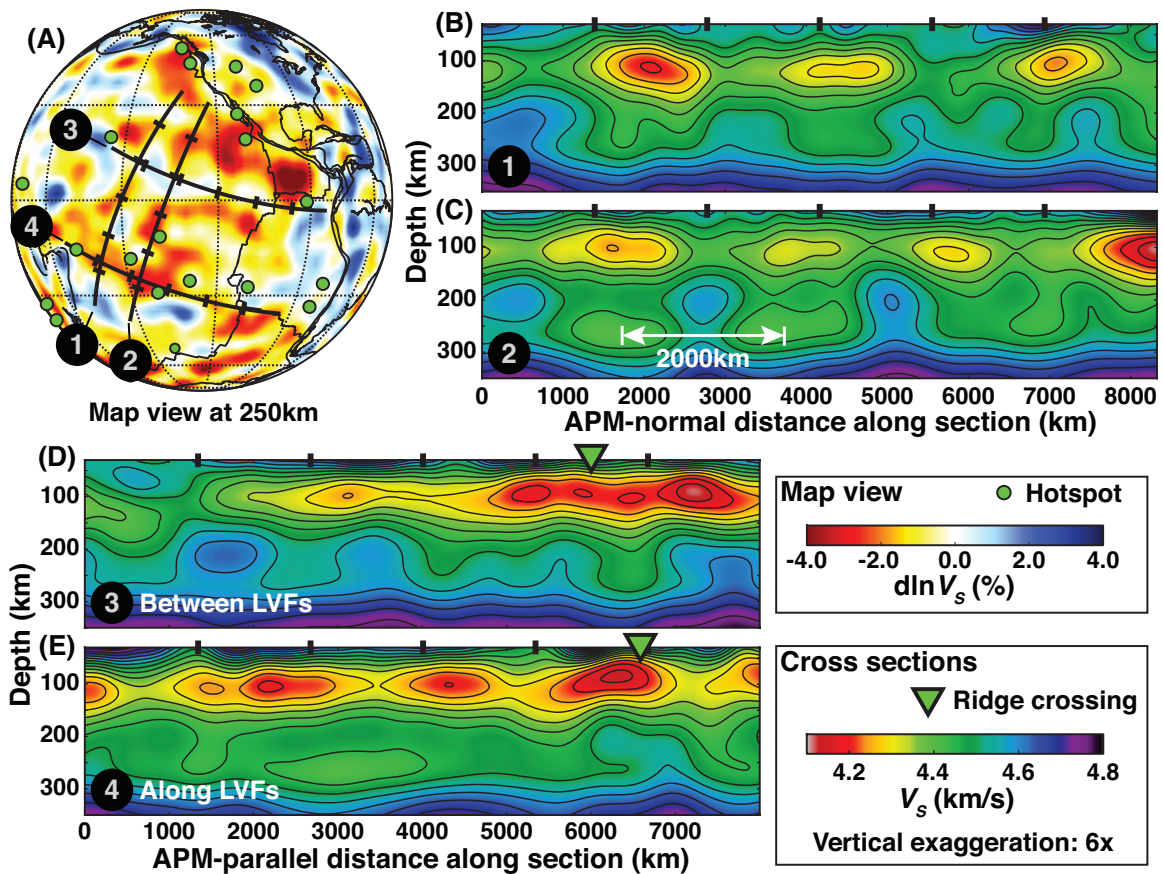 (A)
3
4
1
2
Map view at 250km
(B)
100
200
300
1
(C)
100
200
300
2
2000km
Depth (km)
0 1000 2000 3000 4000 5000 6000 7000 8000
APM-normal distance along section (km)
(D)
100
200
300
3 Between LVFs
(E)
100
200
300
4 Along LVFs
Depth (km)
0 1000 2000 3000 4000 5000 6000 7000
APM-parallel distance along section (km)
Map view Hotspot
-4.0 -2.0 0.0 2.0 4.0
dln Vs (%)
Cross sections
Ridge crossing
4.2 4.4 4.6 4.8
Vs (km/s)
Vertical exaggeration: 6x